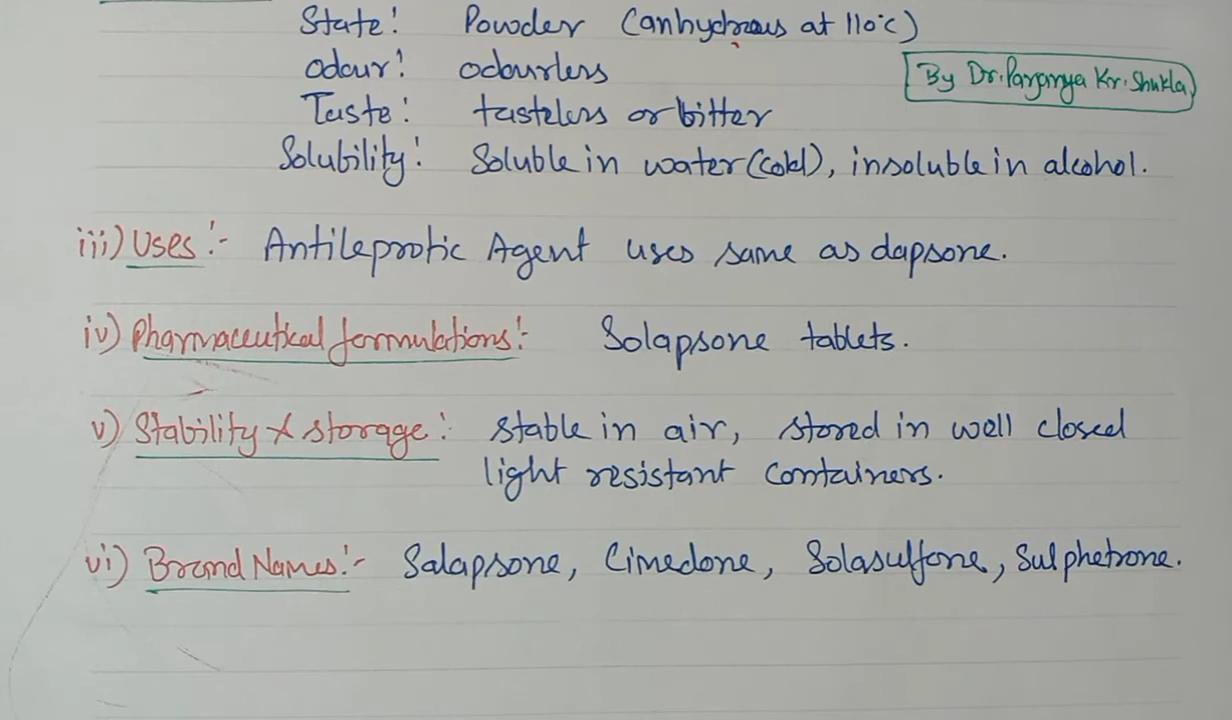 State: Powder (anhydrous at 110°C)
By Dr. Parjanya Kr. Shukla
Odour: odourless
Taste: tasteless or bitter
Solubility: Soluble in water (cold), insoluble in alcohol.
iii) Uses:- Antileprotic Agent uses same as dapsone.
iv) Pharmaceutical formulations:- Solapsone tablets.
v) Stability & storage: Stable in air, stored in well closed
light resistant containers.
vi) Brand Names:- Salapsone, Cimedone, Solasulfone, Sulphetrone.